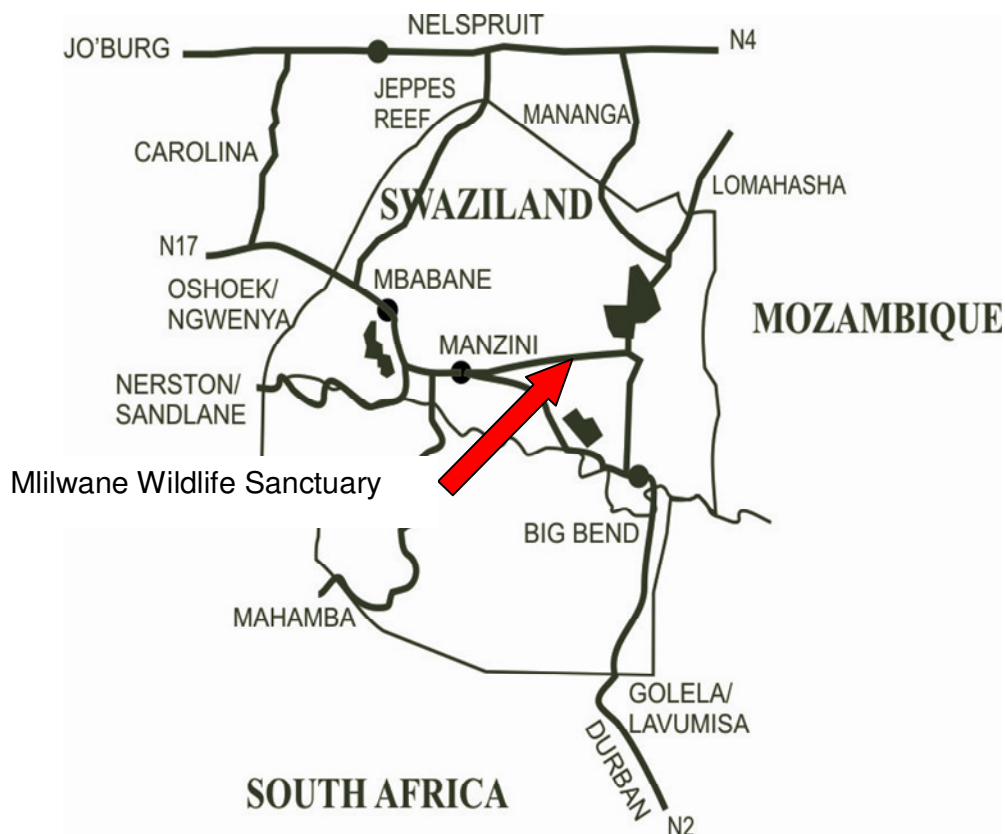 NELSPRUIT
JO'BURG
N4
JEPPES
REEF
MANANGA
CAROLINA
LOMAHASHA
SWAZILAND
N17
MBABANE
OSHOEK/
NGWENYA
MOZAMBIQUE
MANZINI
NERSTON/
SANDLANE
Mlilwane Wildlife Sanctuary
BIG BEND
MAHAMBA
GOLELA/
LAVUMISA
DURBAN
SOUTH AFRICA
N2